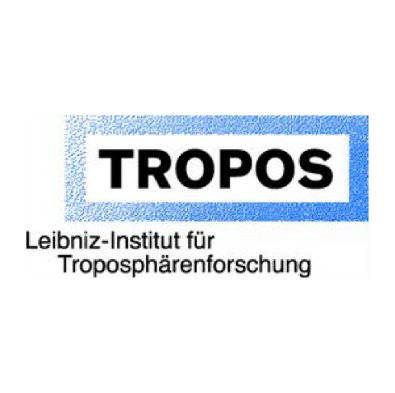 TROPOS
Leibniz-Institut für
Troposphärenforschung